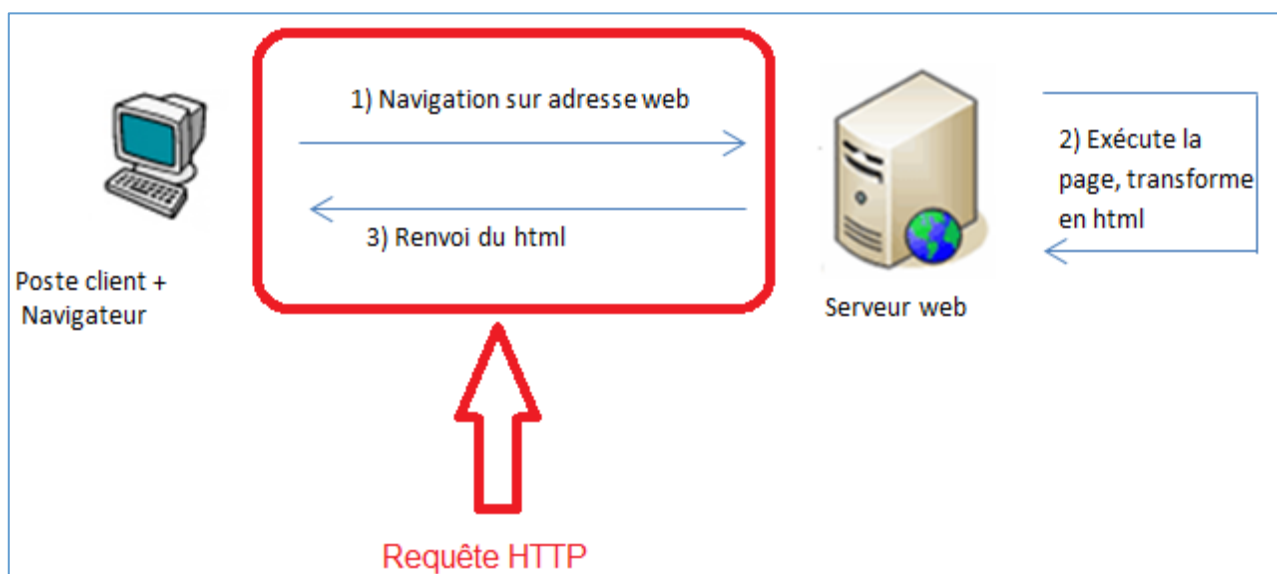 1) Navigation sur adresse web
2) Exécute la
page, transforme
en html
3) Renvoi du html
Poste client +
Navigateur
Serveur web
Requête HTTP